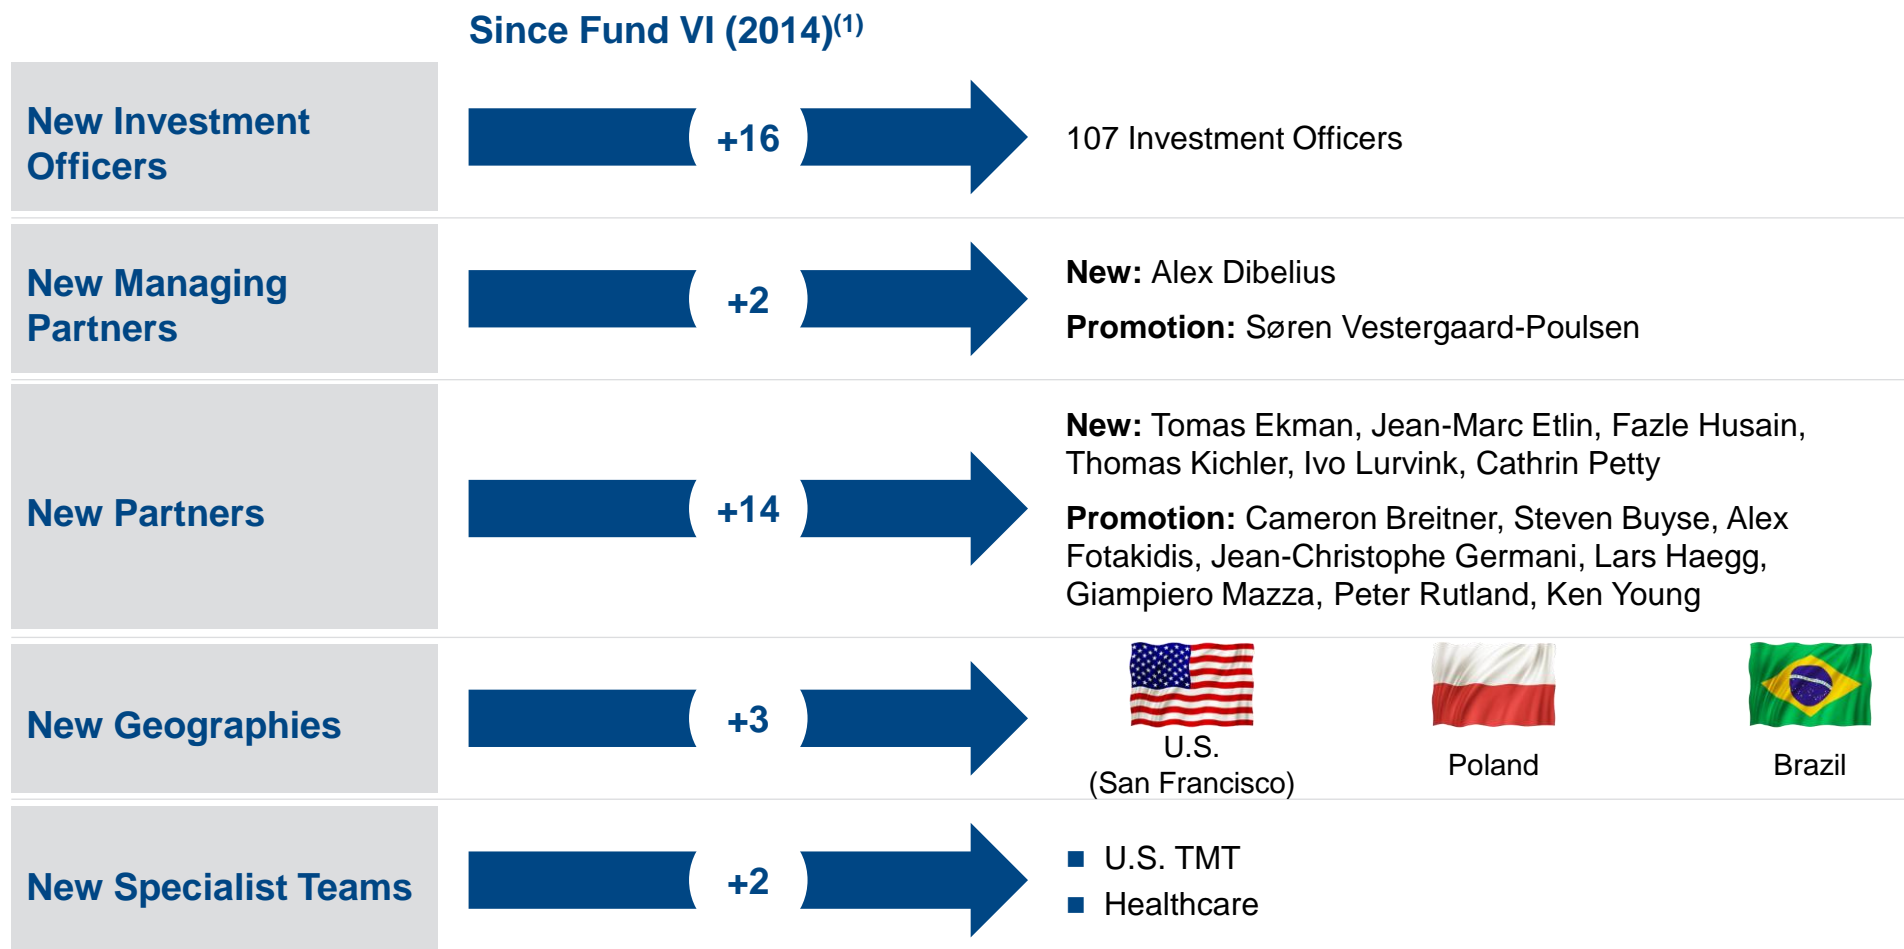 Since Fund VI (2014)(1)
New Investment
Officers
+16
107 Investment Officers
New Managing
Partners
+2
New: Alex Dibelius
Promotion: Søren Vestergaard-Poulsen
New Partners
+14
New: Tomas Ekman, Jean-Marc Etlin, Fazle Husain,
Thomas Kichler, Ivo Lurvink, Cathrin Petty
Promotion: Cameron Breitner, Steven Buyse, Alex
Fotakidis, Jean-Christophe Germani, Lars Haegg,
Giampiero Mazza, Peter Rutland, Ken Young
New Geographies
+3
U.S.
(San Francisco)
Poland
Brazil
New Specialist Teams
+2
U.S. TMT
Healthcare